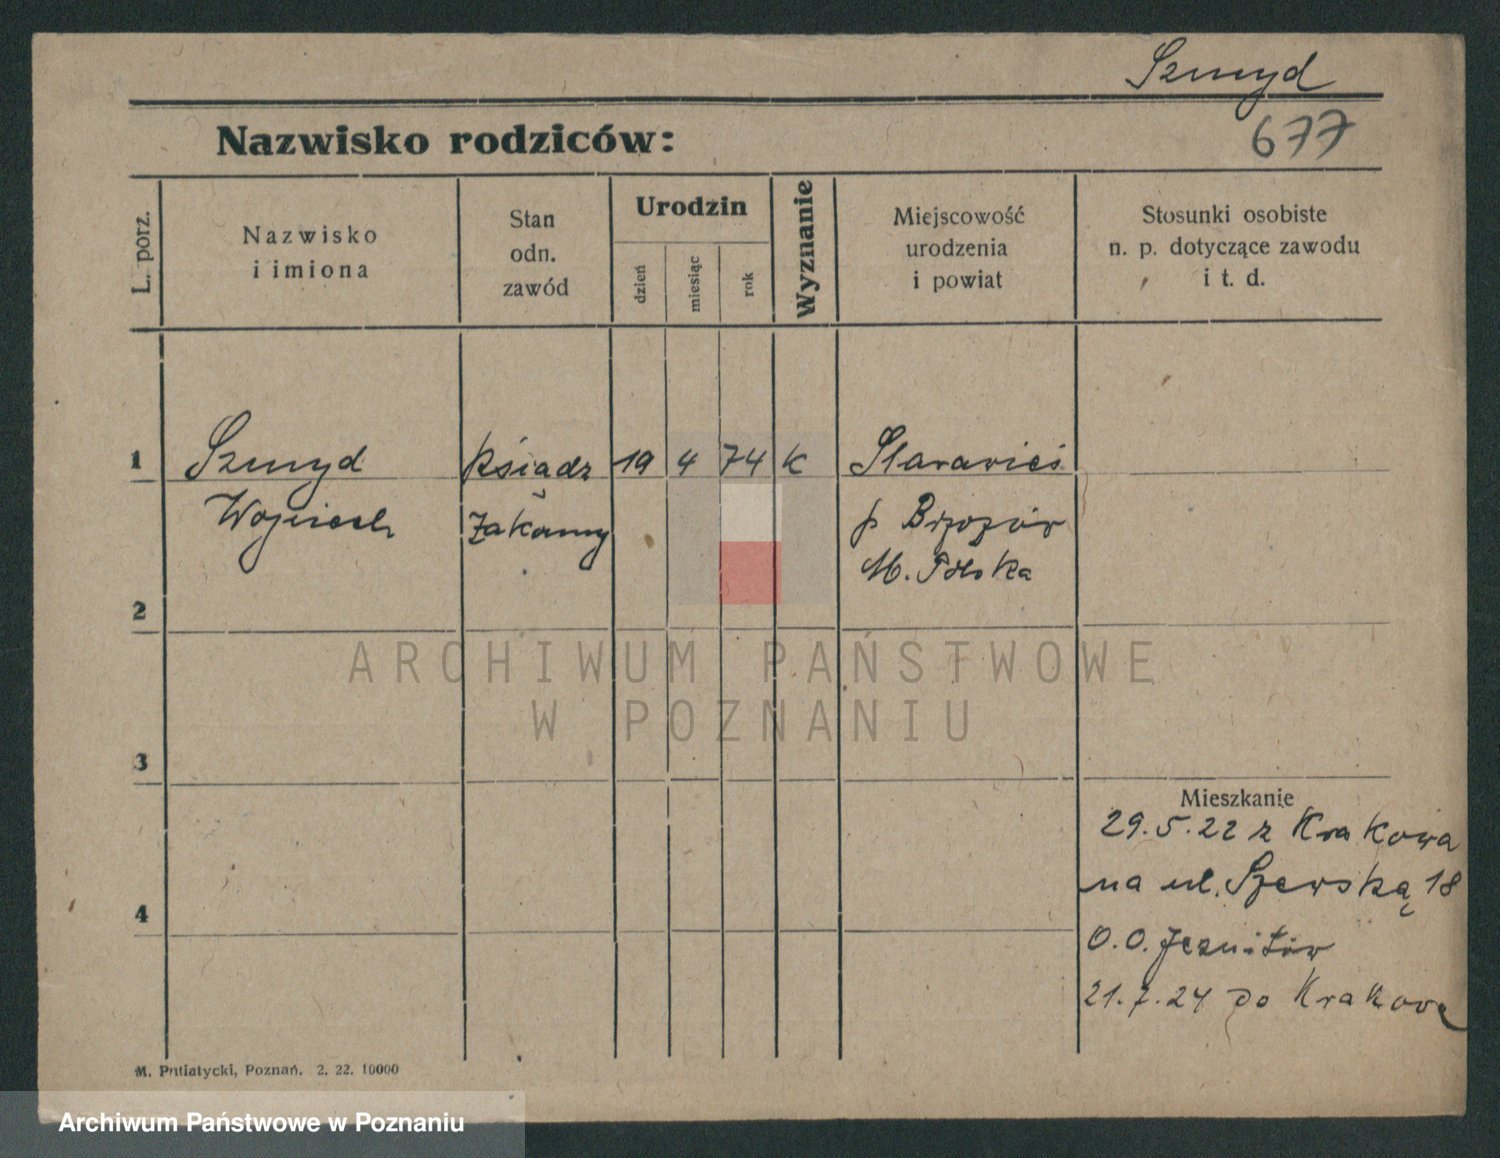 Szmyd
Nazwisko rodziców:
677
L. porz.
Nazwisko
i imiona
Stan
odn.
zawód
Urodzin
dzień
miesiąc
rok
Wyznanie
Miejscowość
urodzenia
i powiat
Stosunki osobiste
n. p. dotyczące zawodu
i t. d.
1 Szmyd Ksiądz 19 4 74 K Starawieś
Wojciech zakonny p Brzozów
M. Polska
2
3
4
Mieszkanie
29.5.22 z Krakowa
na ul. Szewską 18
O.O. Jezuitów
21.7.24 do Krakowa
ARCHIWUM PAŃSTWOWE
W POZNANIU
M. Putiatycki, Poznań. 2. 22. 10000
Archiwum Państwowe w Poznaniu